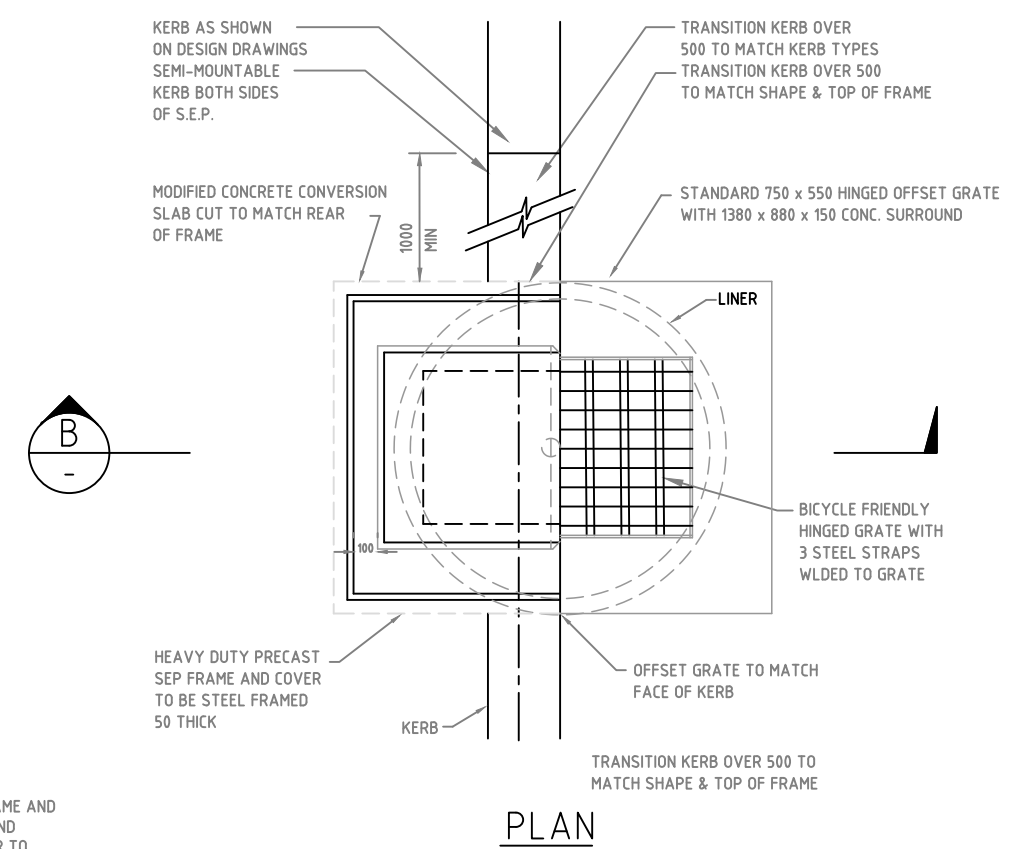 KERB AS SHOWN
ON DESIGN DRAWINGS
SEMI-MOUNTABLE
KERB BOTH SIDES
OF S.E.P.
TRANSITION KERB OVER
500 TO MATCH KERB TYPES
TRANSITION KERB OVER 500
TO MATCH SHAPE & TOP OF FRAME
MODIFIED CONCRETE CONVERSION
SLAB CUT TO MATCH REAR
OF FRAME
1000
MIN
STANDARD 750 x 550 HINGED OFFSET GRATE
WITH 1380 x 880 x 150 CONC. SURROUND
LINER
B
-
100
BICYCLE FRIENDLY
HINGED GRATE WITH
3 STEEL STRAPS
WLDED TO GRATE
HEAVY DUTY PRECAST
SEP FRAME AND COVER
TO BE STEEL FRAMED
50 THICK
KERB
OFFSET GRATE TO MATCH
FACE OF KERB
TRANSITION KERB OVER 500 TO
MATCH SHAPE & TOP OF FRAME
PLAN
AME AND
ND
R TO